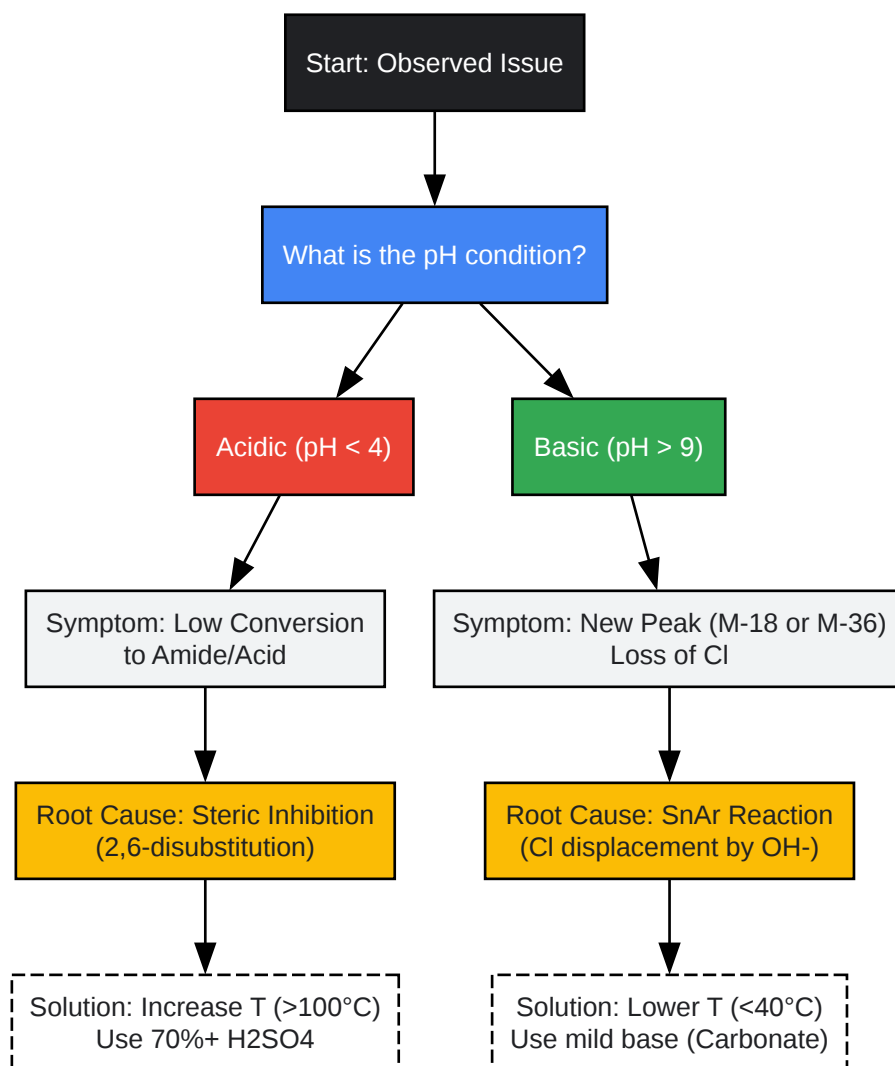 Start: Observed Issue
What is the pH condition?
Acidic (pH < 4)
Basic (pH > 9)
Symptom: Low Conversion
to Amide/Acid
Symptom: New Peak (M-18 or M-36)
Loss of Cl
Root Cause: Steric Inhibition
(2,6-disubstitution)
Root Cause: SnAr Reaction
(Cl displacement by OH-)
Solution: Increase T (>100°C)
Use 70%+ H2SO4
Solution: Lower T (<40°C)
Use mild base (Carbonate)